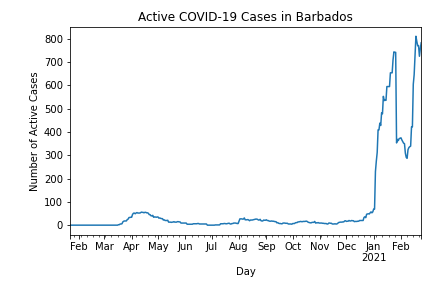 Active COVID-19 Cases in Barbados
Number of Active Cases
800
700
600
500
400
300
200
100
0
Feb Mar Apr May Jun Jul Aug Sep Oct Nov Dec Jan Feb
2021
Day